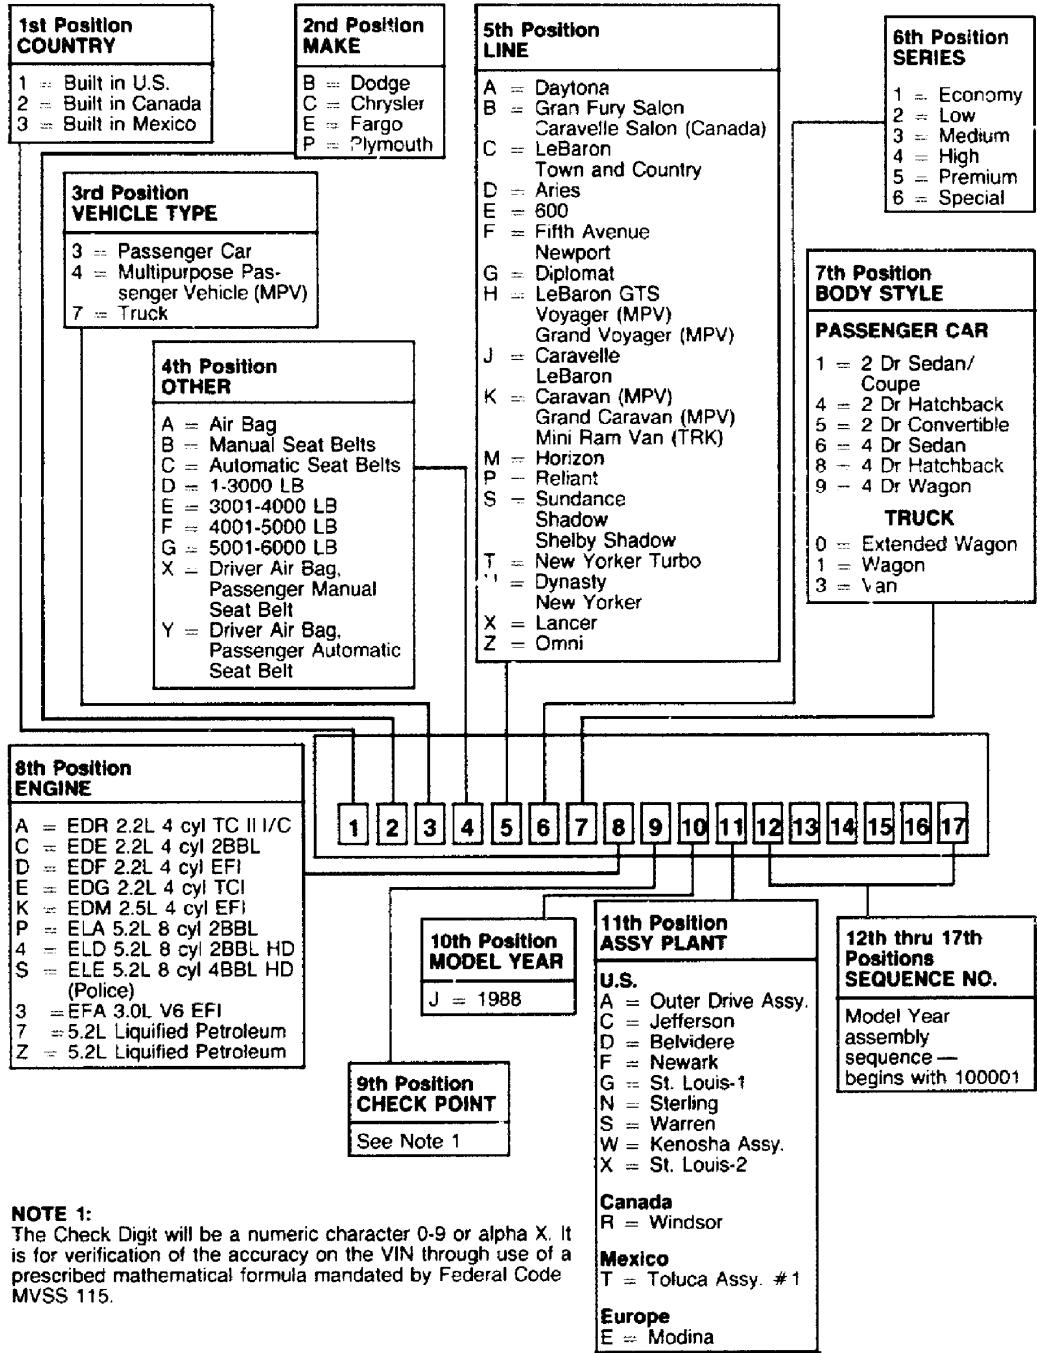 1st Position
COUNTRY
1 = Built in U.S.
2 = Built in Canada
3 = Built in Mexico
2nd Position
MAKE
B = Dodge
C = Chrysler
E = Fargo
P = Plymouth
3rd Position
VEHICLE TYPE
3 = Passenger Car
4 = Multipurpose Pas-
senger Vehicle (MPV)
7 = Truck
4th Position
OTHER
A = Air Bag
B = Manual Seat Belts
C = Automatic Seat Belts
D = 1-3000 LB
E = 3001-4000 LB
F = 4001-5000 LB
G = 5001-6000 LB
X = Driver Air Bag,
Passenger Manual
Seat Belt
Y = Driver Air Bag,
Passenger Automatic
Seat Belt
5th Position
LINE
A = Daytona
B = Gran Fury Salon
Caravelle Salon (Canada)
C = LeBaron
Town and Country
D = Aries
E = 600
F = Fifth Avenue
Newport
G = Diplomat
H = LeBaron GTS
Voyager (MPV)
Grand Voyager (MPV)
J = Caravelle
LeBaron
K = Caravan (MPV)
Grand Caravan (MPV)
Mini Ram Van (TRK)
M = Horizon
P = Reliant
S = Sundance
Shadow
Shelby Shadow
T = New Yorker Turbo
= Dynasty
New Yorker
X = Lancer
Z = Omni
6th Position
SERIES
1 = Economy
2 = Low
3 = Medium
4 = High
5 = Premium
6 = Special
7th Position
BODY STYLE
PASSENGER CAR
1 = 2 Dr Sedan/
Coupe
4 = 2 Dr Hatchback
5 = 2 Dr Convertible
6 = 4 Dr Sedan
8 – 4 Dr Hatchback
9 – 4 Dr Wagon
TRUCK
0 = Extended Wagon
1 = Wagon
3 = Van
1 2 3 4 5 6 7 8 9 10 11 12 13 14 15 16 17
8th Position
ENGINE
A = EDR 2.2L 4 cyl TC II I/C
C = EDE 2.2L 4 cyl 2BBL
D = EDF 2.2L 4 cyl EFI
E = EDG 2.2L 4 cyl TCI
K = EDM 2.5L 4 cyl EFI
P = ELA 5.2L 8 cyl 2BBL
4 = ELD 5.2L 8 cyl 2BBL HD
S = ELE 5.2L 8 cyl 4BBL HD
(Police)
3 = EFA 3.0L V6 EFI
7 = 5.2L Liquified Petroleum
Z = 5.2L Liquified Petroleum
9th Position
CHECK POINT
See Note 1
10th Position
MODEL YEAR
J = 1988
11th Position
ASSY PLANT
U.S.
A = Outer Drive Assy.
C = Jefferson
D = Belvidere
F = Newark
G = St. Louis-1
N = Sterling
S = Warren
W = Kenosha Assy.
X = St. Louis-2
Canada
R = Windsor
Mexico
T = Toluca Assy. #1
Europe
E = Modina
12th thru 17th
Positions
SEQUENCE NO.
Model Year
assembly
sequence —
begins with 100001
NOTE 1:
The Check Digit will be a numeric character 0-9 or alpha X. It
is for verification of the accuracy on the VIN through use of a
prescribed mathematical formula mandated by Federal Code
MVSS 115.